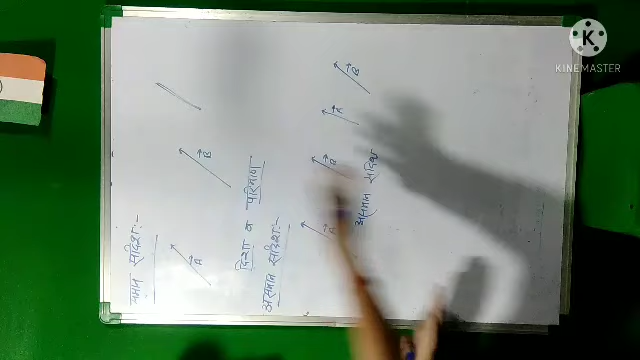 समान सदिश:-
A B
दिशा व परिमाण
असमान सदिश:-
A B A B
असमान सदिश
K
KINEMASTER